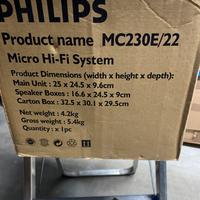 PHILIPS
Product name MC230E/22
Micro Hi-Fi System
Product Dimensions (width x height x depth):
Main Unit : 25 x 24.5 x 9.6cm
Speaker Boxes : 16.6 x 24.5 x 9cm
Carton Box : 32.5 x 30.1 x 29.5cm
Net weight : 4.2kg
Gross weight : 5.4kg
Quantity : x 1pc